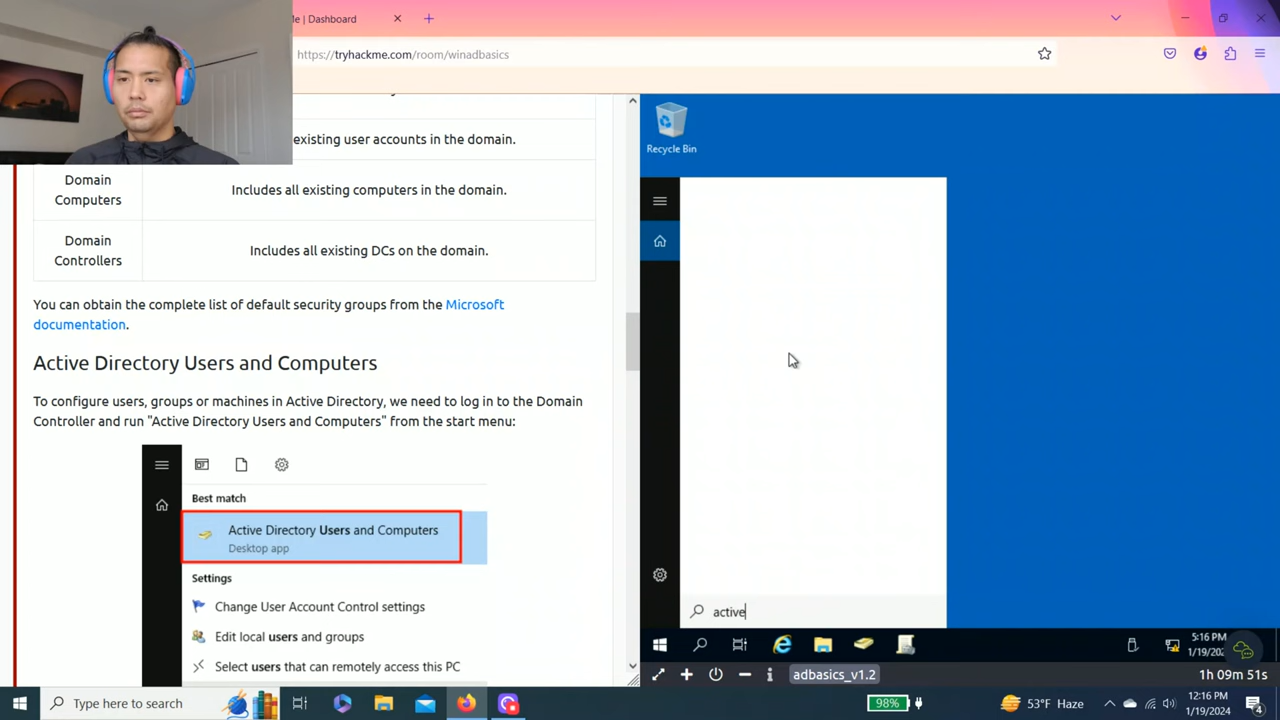 Me | Dashboard
https://tryhackme.com/room/winadbasics
existing user accounts in the domain.
Domain
Computers
Includes all existing computers in the domain.
Domain
Controllers
Includes all existing DCs on the domain.
You can obtain the complete list of default security groups from the Microsoft
documentation.
Active Directory Users and Computers
To configure users, groups or machines in Active Directory, we need to log in to the Domain
Controller and run "Active Directory Users and Computers" from the start menu:
Best match
Active Directory Users and Computers
Desktop app
Settings
Change User Account Control settings
Edit local users and groups
Select users that can remotely access this PC
Recycle Bin
active
5:16 PM
1/19/202
adbasics_v1.2
1h 09m 51s
Type here to search
98%
53°F Haze
12:16 PM
1/19/2024
4